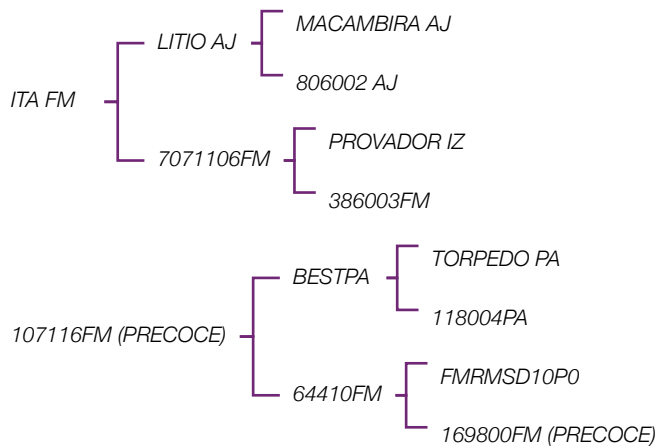 MACAMBIRA AJ
LITIO AJ
806002 AJ
ITA FM
PROVADOR IZ
7071106FM
386003FM
TORPEDO PA
BESTPA
118004PA
107116FM (PRECOCE)
FMRMSD10P0
64410FM
169800FM (PRECOCE)